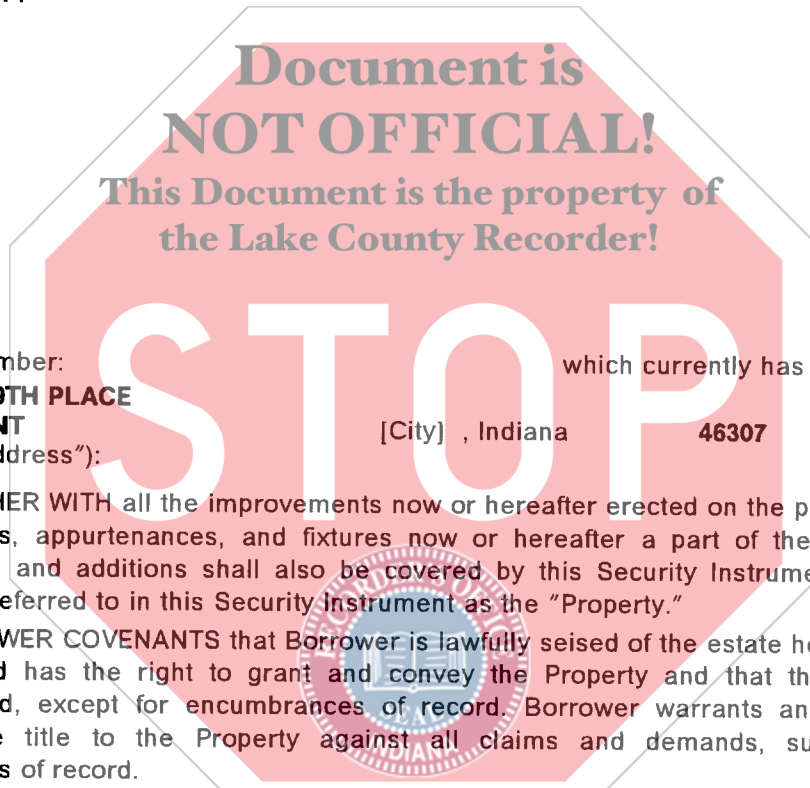 Document is
NOT OFFICIAL!
This Document is the property of
the Lake County Recorder!
STOP
mber: which currently has
9TH PLACE
NT [City] , Indiana 46307
ddress"):
HER WITH all the improvements now or hereafter erected on the p
s, appurtenances, and fixtures now or hereafter a part of the
and additions shall also be covered by this Security Instrume
eferred to in this Security Instrument as the "Property."
WER COVENANTS that Borrower is lawfully seised of the estate he
d has the right to grant and convey the Property and that th
d, except for encumbrances of record. Borrower warrants an
e title to the Property against all claims and demands, su
s of record.
INDIANA